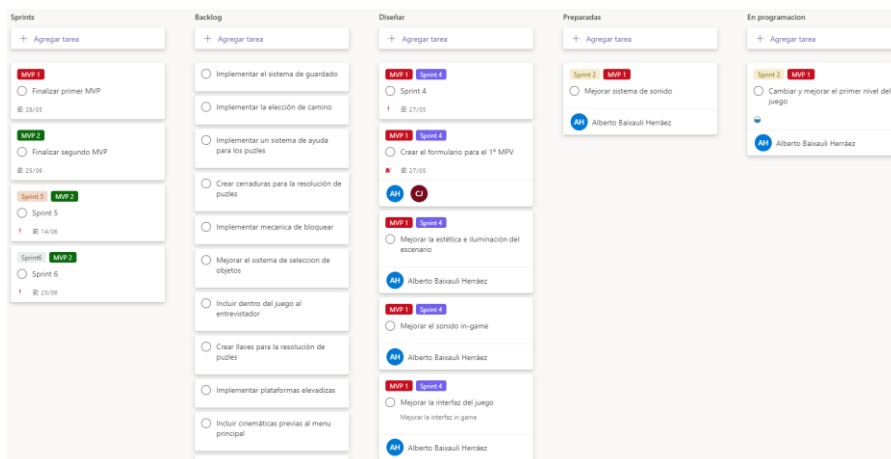 Sprints
+ Agregar tarea
MVP 1
Finalizar primer MVP
28/05
MVP 2
Finalizar segundo MVP
25/06
Sprint 5 MVP 2
Sprint 5
! 14/06
Sprint6 MVP 2
Sprint 6
! 25/06
Backlog
+ Agregar tarea
Implementar el sistema de guardado
Implementar la elección de camino
Implementar un sistema de ayuda
para los puzles
Crear cerraduras para la resolución de
puzles
Implementar mecanica de bloquear
Mejorar el sistema de seleccion de
objetos
Incluir dentro del juego al
entrevistador
Crear llaves para la resolución de
puzles
Implementar plataformas elevadizas
Incluir cinemáticas previas al menu
principal
Diseñar
+ Agregar tarea
MVP 1 Sprint 4
Sprint 4
! 27/05
MVP 1 Sprint 4
Crear el formulario para el 1º MPV
27/05
AH CJ
MVP 1 Sprint 4
Mejorar la estética e iluminación del
escenario
AH Alberto Baixauli Herráez
MVP 1 Sprint 4
Mejorar el sonido in-game
AH Alberto Baixauli Herráez
MVP 1 Sprint 4
Mejorar la interfaz del juego
Mejorar la interfaz in game
AH Alberto Baixauli Herráez
Preparadas
+ Agregar tarea
Sprint 2 MVP 1
Mejorar sistema de sonido
AH Alberto Baixauli Herráez
En programacion
+ Agregar tarea
Sprint 2 MVP 1
Cambiar y mejorar el primer nivel del
juego
AH Alberto Baixauli Herráez